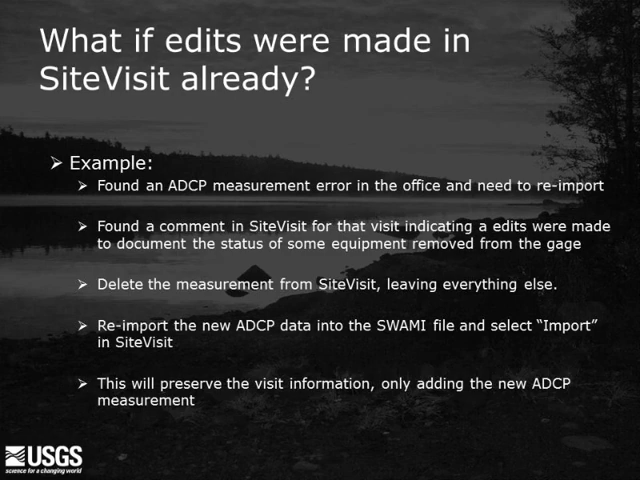 What if edits were made in
SiteVisit already?
➢ Example:
➢ Found an ADCP measurement error in the office and need to re-import
➢ Found a comment in SiteVisit for that visit indicating a edits were made
to document the status of some equipment removed from the gage
➢ Delete the measurement from SiteVisit, leaving everything else.
➢ Re-import the new ADCP data into the SWAMI file and select “Import”
in SiteVisit
➢ This will preserve the visit information, only adding the new ADCP
measurement
USGS
science for a changing world